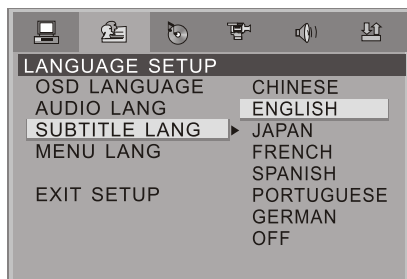 LANGUAGE SETUP
OSD LANGUAGE
AUDIO LANG
SUBTITLE LANG
MENU LANG
EXIT SETUP
CHINESE
ENGLISH
JAPAN
FRENCH
SPANISH
PORTUGUESE
GERMAN
OFF